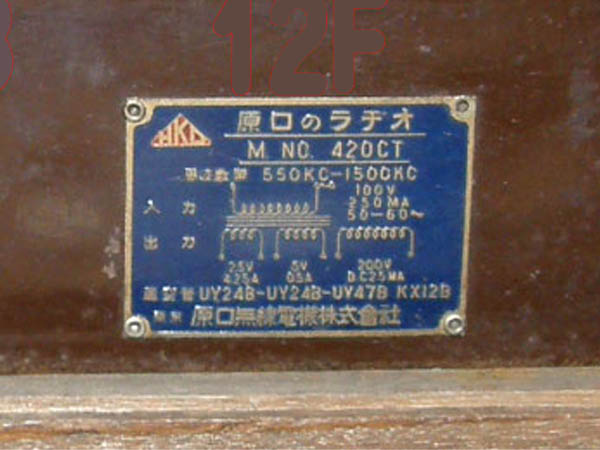 12F
HKD
原口のラヂオ
M NO. 420CT
550KC-1500KC
入力
100V
250MA
50-60~
出力
2.5V
4.25A
5V
0.5A
200V
D.C.25MA
UY24B-UY24B-UY47B KX12B
原口無線電機株式會社